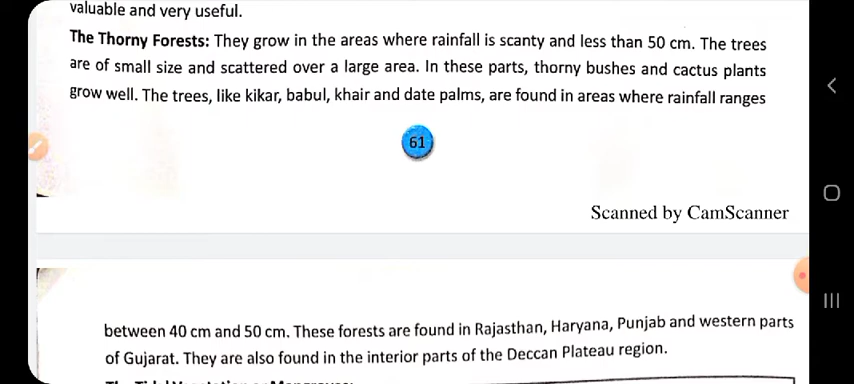 valuable and very useful.
The Thorny Forests: They grow in the areas where rainfall is scanty and less than 50 cm. The trees
are of small size and scattered over a large area. In these parts, thorny bushes and cactus plants
grow well. The trees, like kikar, babul, khair and date palms, are found in areas where rainfall ranges
61
Scanned by CamScanner
between 40 cm and 50 cm. These forests are found in Rajasthan, Haryana, Punjab and western parts
of Gujarat. They are also found in the interior parts of the Deccan Plateau region.